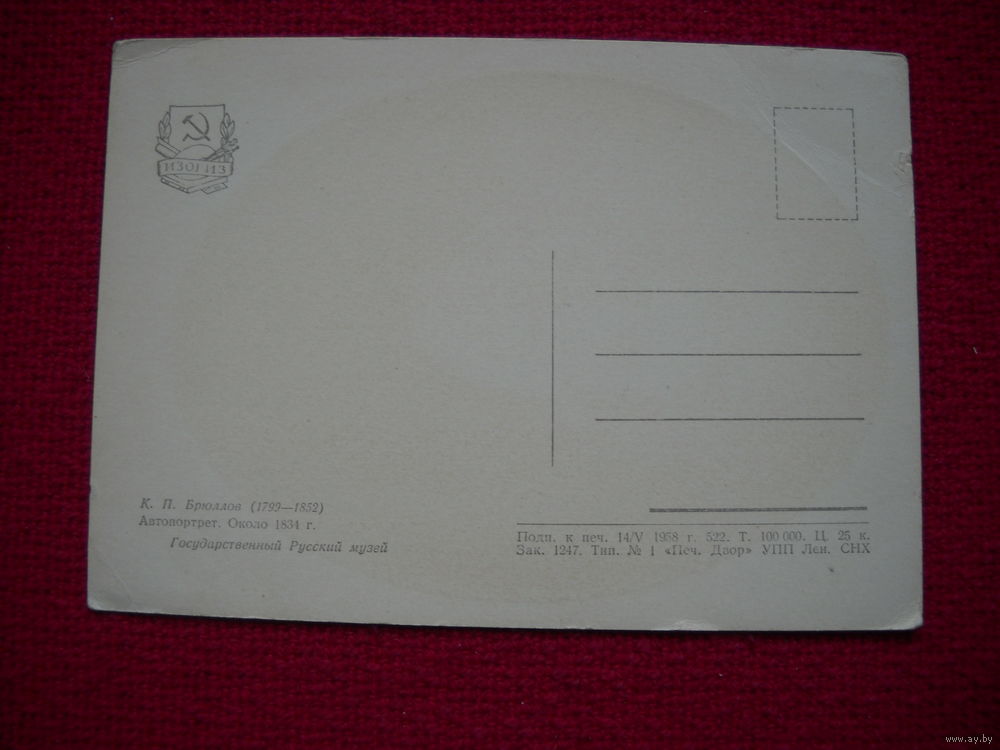 ИЗОГИЗ
К. П. Брюллов (1799—1852)
Автопортрет. Около 1834 г.
Государственный Русский музей
Подп. к печ. 14/V 1958 г. 522. Т. 100 000. Ц. 25 к.
Зак. 1247. Тип. № 1 «Печ. Двор» УПП Лен. СНХ
www.ay.by